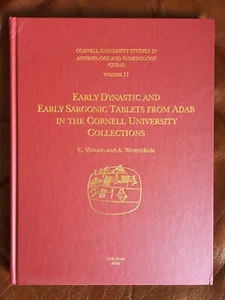 CORNELL UNIVERSITY STUDIES IN
ASSYRIOLOGY AND SUMEROLOGY
(CUSAS)
VOLUME 11
EARLY DYNASTIC AND
EARLY SARGONIC TABLETS FROM ADAB
IN THE CORNELL UNIVERSITY
COLLECTIONS
G. Visicato and A. Westenholz
CDL Press
2010